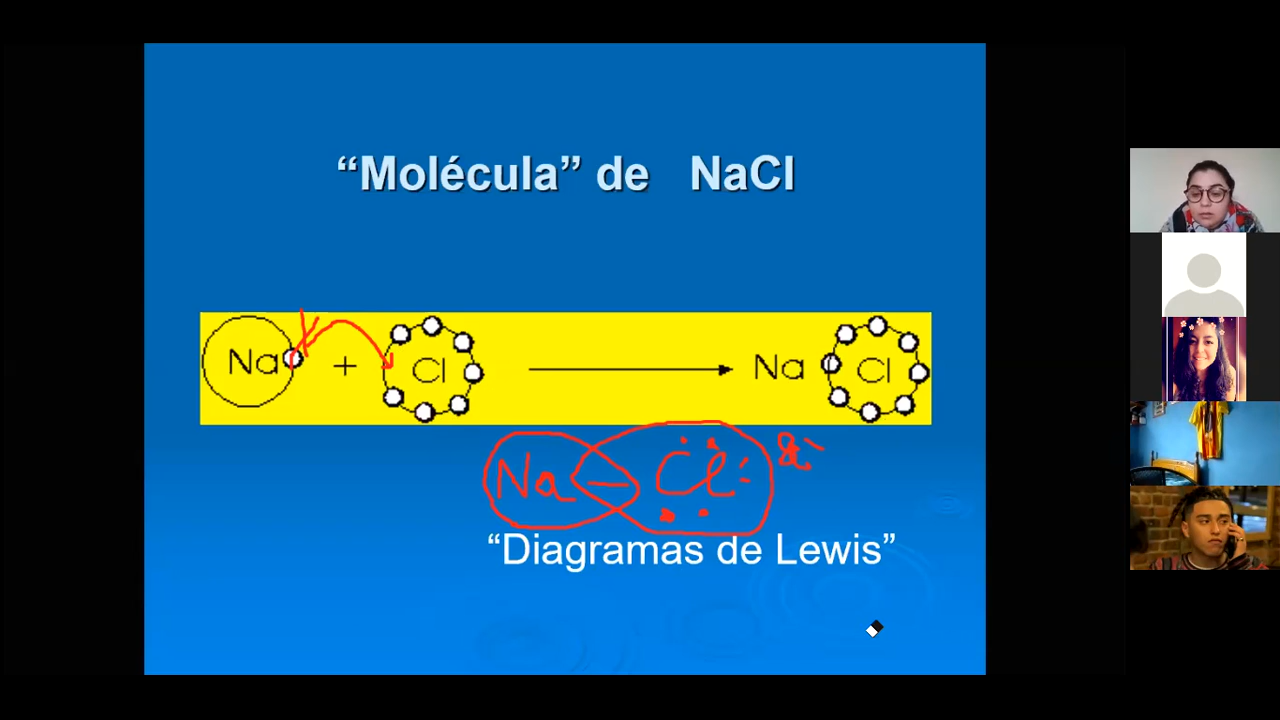 “Molécula” de NaCl
Na + Cl Na Cl
Na – Cl
“Diagramas de Lewis”